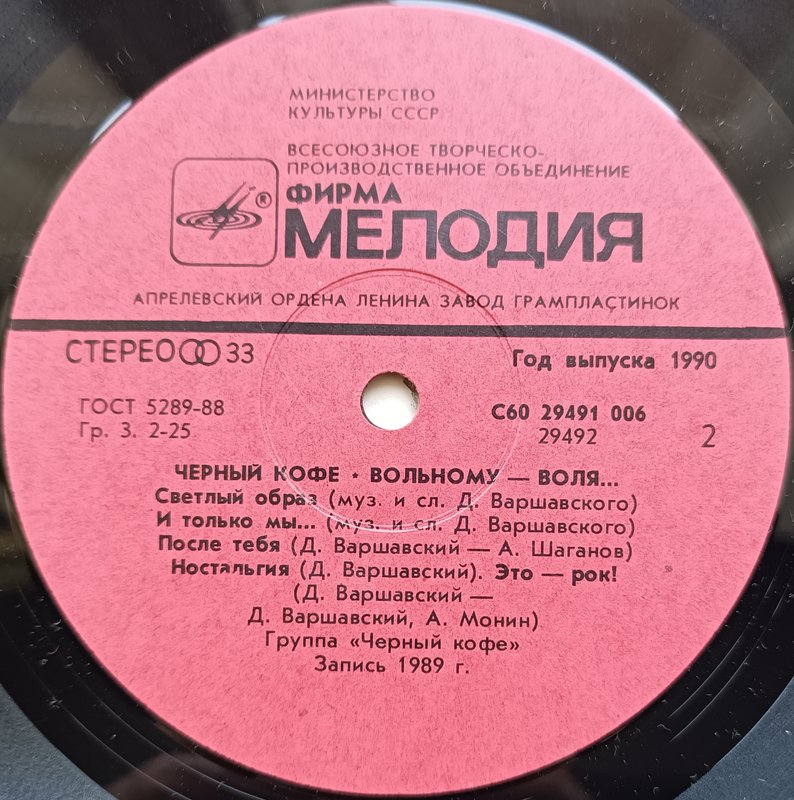 МИНИСТЕРСТВО
КУЛЬТУРЫ СССР
ВСЕСОЮЗНОЕ ТВОРЧЕСКО-
ПРОИЗВОДСТВЕННОЕ ОБЪЕДИНЕНИЕ
®
ФИРМА
МЕЛОДИЯ
АПРЕЛЕВСКИЙ ОРДЕНА ЛЕНИНА ЗАВОД ГРАМПЛАСТИНОК
СТЕРЕО 33
Год выпуска 1990
ГОСТ 5289-88
Гр. 3. 2-25
С60 29491 006
29492
2
ЧЕРНЫЙ КОФЕ • ВОЛЬНОМУ — ВОЛЯ...
Светлый образ (муз. и сл. Д. Варшавского)
И только мы... (муз. и сл. Д. Варшавского)
После тебя (Д. Варшавский — А. Шаганов)
Ностальгия (Д. Варшавский). Это — рок!
(Д. Варшавский —
Д. Варшавский, А. Монин)
Группа «Черный кофе»
Запись 1989 г.